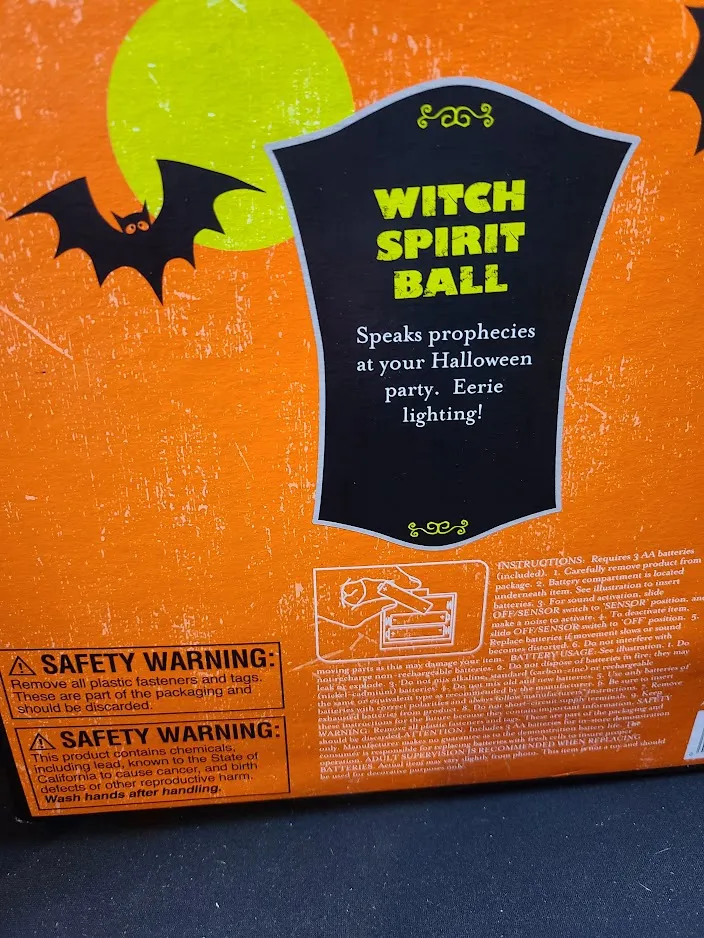 WITCH
SPIRIT
BALL
Speaks prophecies
at your Halloween
party. Eerie
lighting!
INSTRUCTIONS: Requires 3 AA batteries
(included). 1. Carefully remove product from
package. 2. Battery compartment is located
underneath item. See illustration to insert
batteries. 3. For sound activation, slide
OFF/SENSOR switch to 'SENSOR' position, and
make a noise to activate. 4. To deactivate item,
slide OFF/SENSOR switch to 'OFF' position. 5.
Replace batteries if movement slows or sound
becomes distorted. 6. Do not interfere with
moving parts as this may damage your item. BATTERY USAGE: See illustration. 1. Do
not recharge non-rechargeable batteries. 2. Do not dispose of batteries in fire; they may
leak or explode. 3. Do not mix alkaline, standard (carbon-zinc) or rechargeable
(nickel-cadmium) batteries. 4. Do not mix old and new batteries. 5. Use only batteries of
the same or equivalent type as recommended by the manufacturer. 6. Be sure to insert
batteries with correct polarities and always follow manufacturers' instruction. 7. Remove
exhausted batteries from product. 8. Do not short-circuit supply terminals. 9. Keep
these instructions for the future because they contain important information. SAFETY
WARNING: Remove all plastic fasteners and tags. These are part of the packaging and
should be discarded. ATTENTION: Included 3 AA batteries are for in-store demonstration
only. Manufacturer makes no guarantee to the demonstration battery power. The
consumer is responsible for replacing batteries with fresh cells to ensure proper
operation. ADULT SUPERVISION IS RECOMMENDED WHEN REPLACING
BATTERIES. Actual item may vary slightly from photo. This item is not a toy and should
be used for decorative purposes only.
SAFETY WARNING:
Remove all plastic fasteners and tags.
These are part of the packaging and
should be discarded.
SAFETY WARNING:
This product contains chemicals,
including lead, known to the State of
California to cause cancer, and birth
defects or other reproductive harm.
Wash hands after handling.